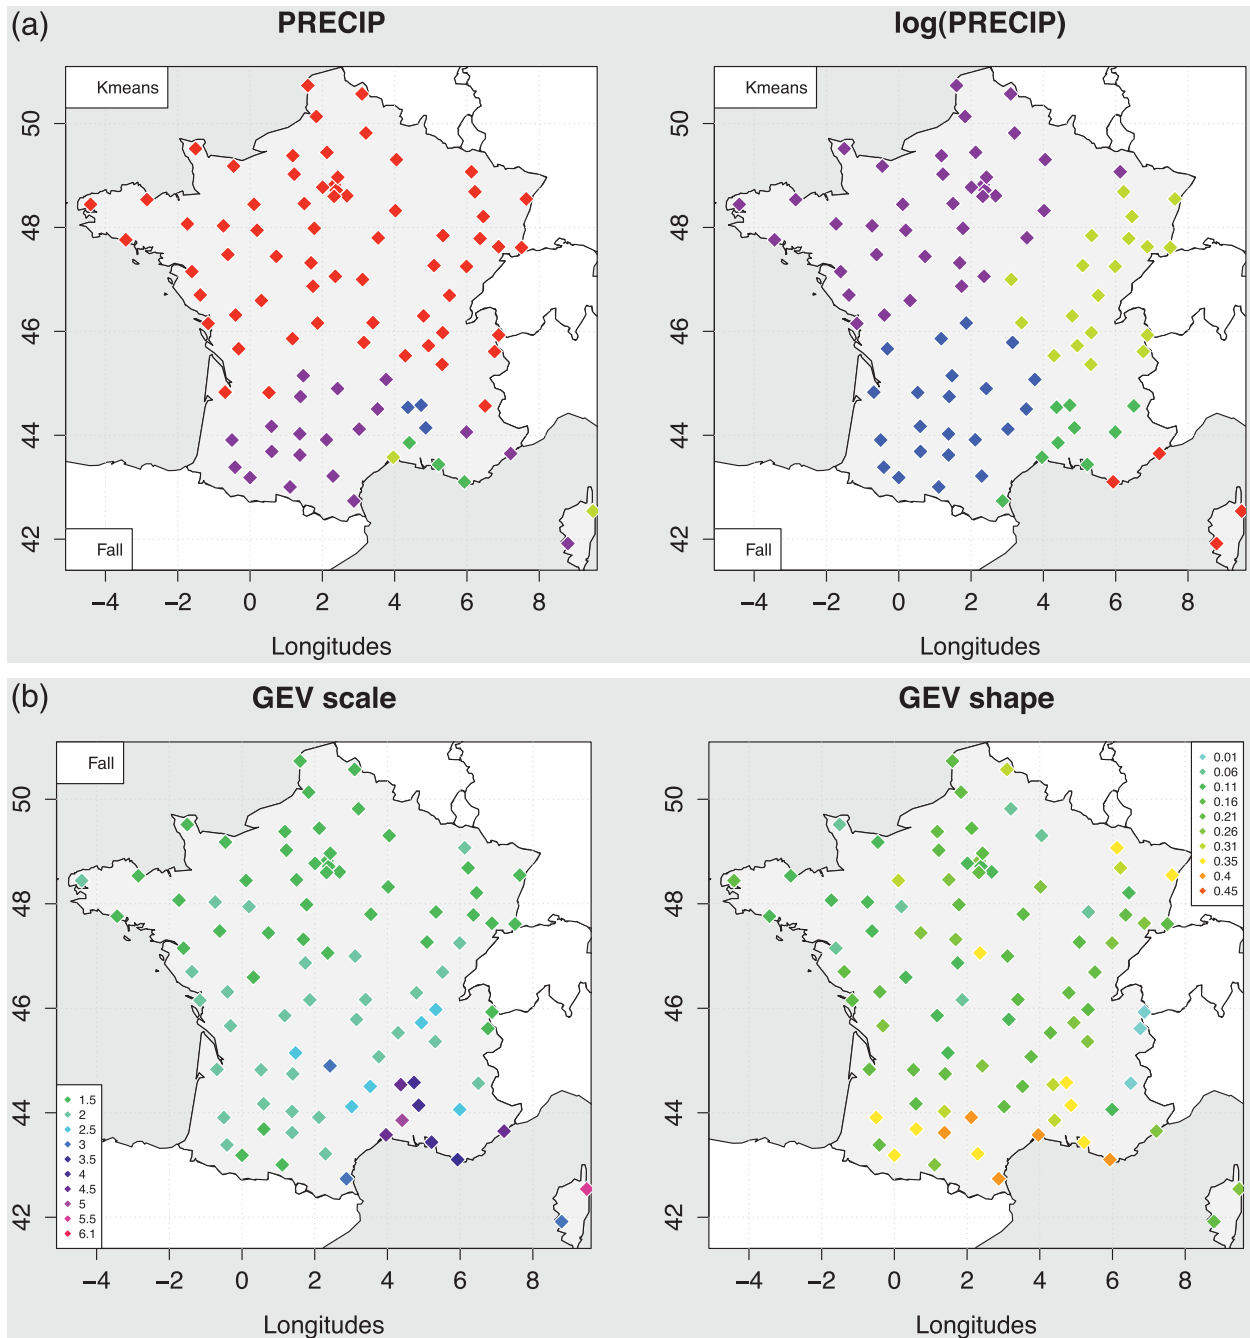 (a)
PRECIP
log(PRECIP)
Kmeans
Kmeans
50
48
46
44
42
50
48
46
44
42
Fall
Fall
−4 −2 0 2 4 6 8
−4 −2 0 2 4 6 8
Longitudes
Longitudes
(b)
GEV scale
GEV shape
Fall
50
48
46
44
42
50
48
46
44
42
0.01
0.06
0.11
0.16
0.21
0.26
0.31
0.35
0.4
0.45
1.5
2
2.5
3
3.5
4
4.5
5
5.5
6.1
−4 −2 0 2 4 6 8
−4 −2 0 2 4 6 8
Longitudes
Longitudes